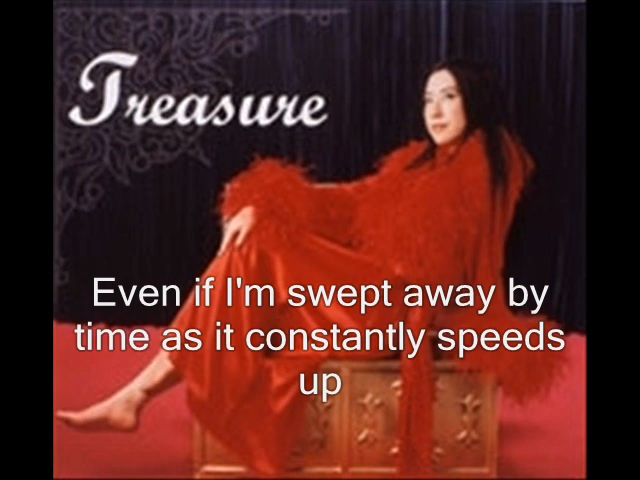 Treasure
Even if I'm swept away by
time as it constantly speeds
up